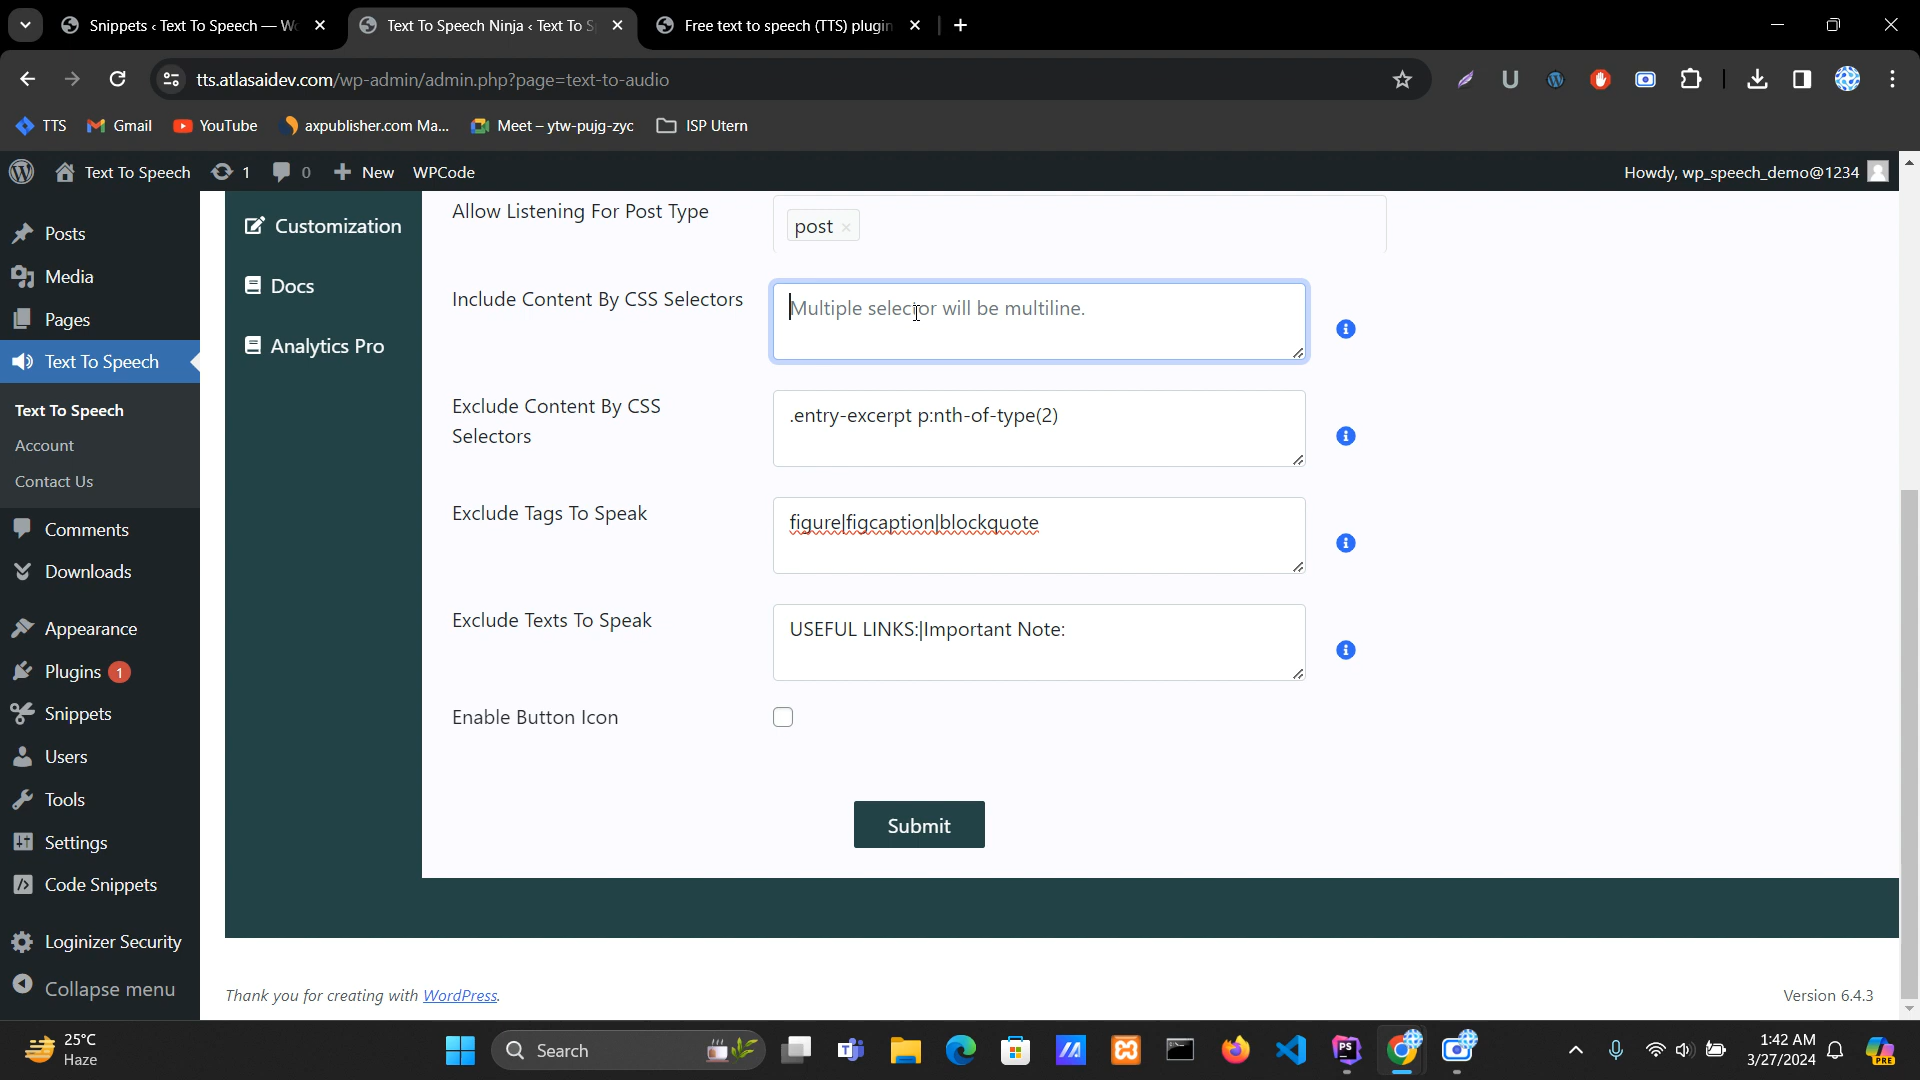 Snippets ‹ Text To Speech — W
Text To Speech Ninja ‹ Text To S
Free text to speech (TTS) plugin
tts.atlasaidev.com/wp-admin/admin.php?page=text-to-audio
TTS
Gmail
YouTube
axpublisher.com Ma...
Meet – ytw-pujg-zyc
ISP Utern
Text To Speech
1
0
New
WPCode
Howdy, wp_speech_demo@1234
Posts
Media
Pages
Text To Speech
Text To Speech
Account
Contact Us
Comments
Downloads
Appearance
Plugins 1
Snippets
Users
Tools
Settings
Code Snippets
Loginizer Security
Collapse menu
Customization
Docs
Analytics Pro
Allow Listening For Post Type
post ×
Include Content By CSS Selectors
Multiple selector will be multiline.
Exclude Content By CSS
Selectors
.entry-excerpt p:nth-of-type(2)
Exclude Tags To Speak
figure|figcaption|blockquote
Exclude Texts To Speak
USEFUL LINKS:|Important Note:
Enable Button Icon
Submit
Thank you for creating with WordPress.
Version 6.4.3
25°C
Haze
Search
PS
1:42 AM
3/27/2024
PRE